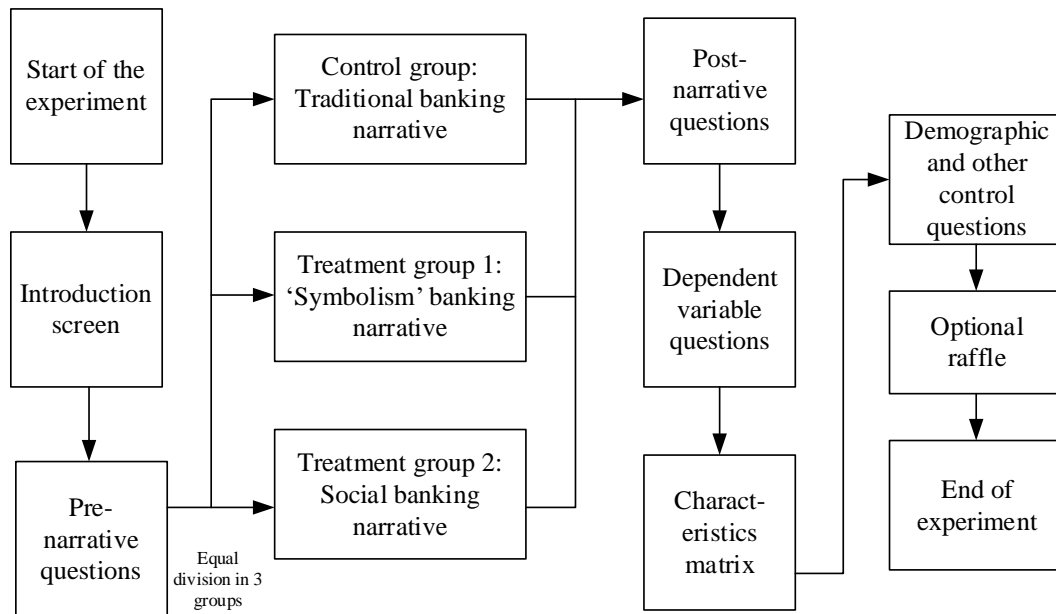 Start of the
experiment
Introduction
screen
Pre-
narrative
questions
Equal
division in 3
groups
Control group:
Traditional banking
narrative
Treatment group 1:
‘Symbolism’ banking
narrative
Treatment group 2:
Social banking
narrative
Post-
narrative
questions
Dependent
variable
questions
Charact-
eristics
matrix
Demographic
and other
control
questions
Optional
raffle
End of
experiment